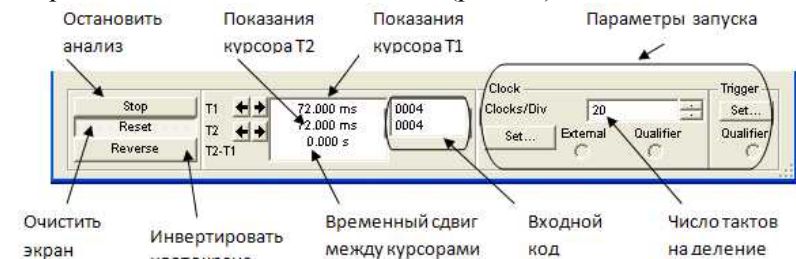 Остановить анализ
Показания курсора T2
Показания курсора T1
Параметры запуска
Stop
Reset
Reverse
T1
T2
T2-T1
72.000 ms
72.000 ms
0.000 s
0004
0004
Clock
Clocks/Div
20
Set...
External
Qualifier
Trigger
Set...
Qualifier
Очистить экран
Инвертировать
Временный сдвиг между курсорами
Входной код
Число тактов на деление